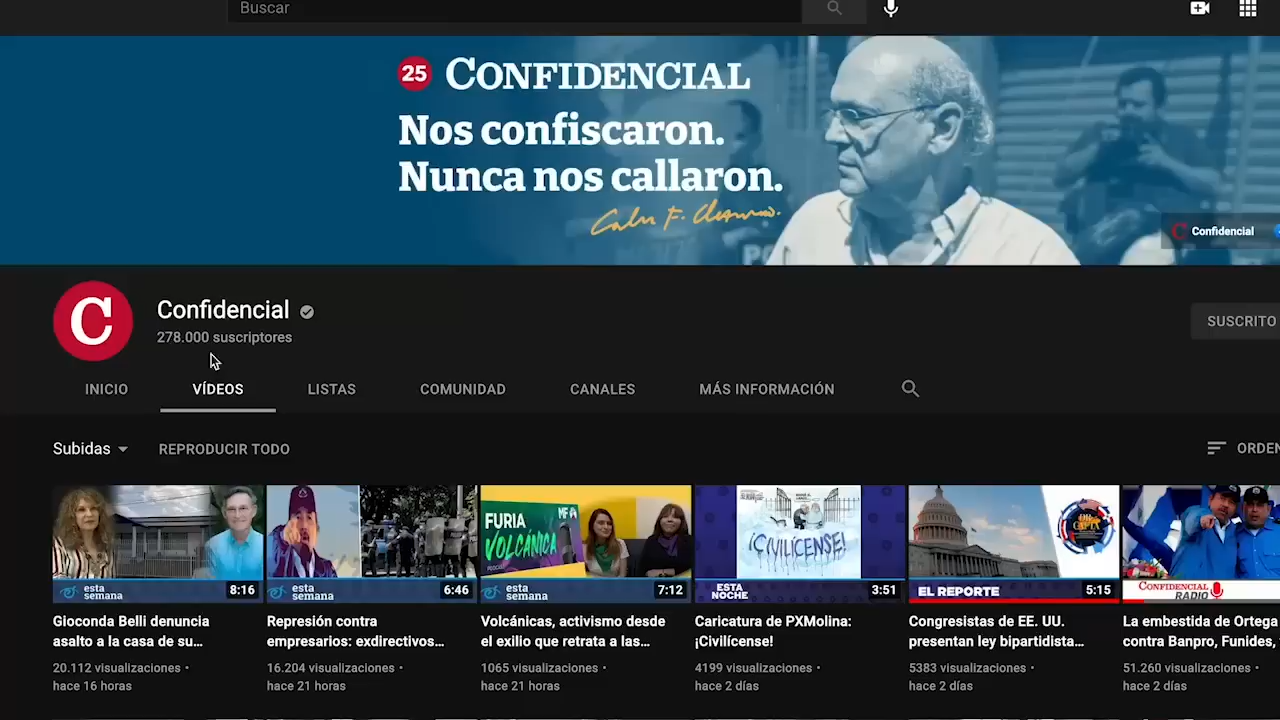 Buscar
25 CONFIDENCIAL
Nos confiscaron.
Nunca nos callaron.
Confidencial
C
Confidencial
278.000 suscriptores
SUSCRITO
INICIO VÍDEOS LISTAS COMUNIDAD CANALES MÁS INFORMACIÓN
Subidas REPRODUCIR TODO ORDEN
esta semana 8:16
esta semana 6:46
FURIA
VOLCÁNICA
esta semana 7:12
¡CIVILÍCENSE!
ESTA NOCHE 3:51
EL REPORTE 5:15
CONFIDENCIAL
RADIO
Gioconda Belli denuncia
asalto a la casa de su...
20.112 visualizaciones •
hace 16 horas
Represión contra
empresarios: exdirectivos...
16.204 visualizaciones •
hace 21 horas
Volcánicas, activismo desde
el exilio que retrata a las...
1065 visualizaciones •
hace 21 horas
Caricatura de PXMolina:
¡Civilícense!
4199 visualizaciones •
hace 2 días
Congresistas de EE. UU.
presentan ley bipartidista...
5383 visualizaciones •
hace 2 días
La embestida de Ortega
contra Banpro, Funides,
51.260 visualizaciones •
hace 2 días